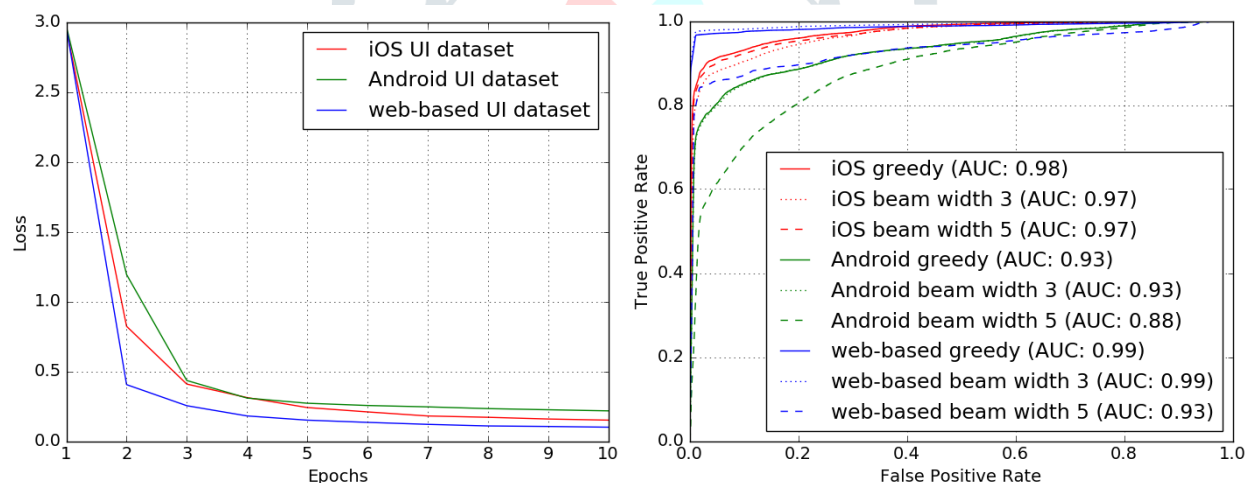 3.0
2.5
2.0
1.5
1.0
0.5
0.0
Loss
1 2 3 4 5 6 7 8 9 10
Epochs
iOS UI dataset
Android UI dataset
web-based UI dataset
1.0
0.8
0.6
0.4
0.2
0.0
True Positive Rate
0.0 0.2 0.4 0.6 0.8 1.0
False Positive Rate
iOS greedy (AUC: 0.98)
iOS beam width 3 (AUC: 0.97)
iOS beam width 5 (AUC: 0.97)
Android greedy (AUC: 0.93)
Android beam width 3 (AUC: 0.93)
Android beam width 5 (AUC: 0.88)
web-based greedy (AUC: 0.99)
web-based beam width 3 (AUC: 0.99)
web-based beam width 5 (AUC: 0.93)